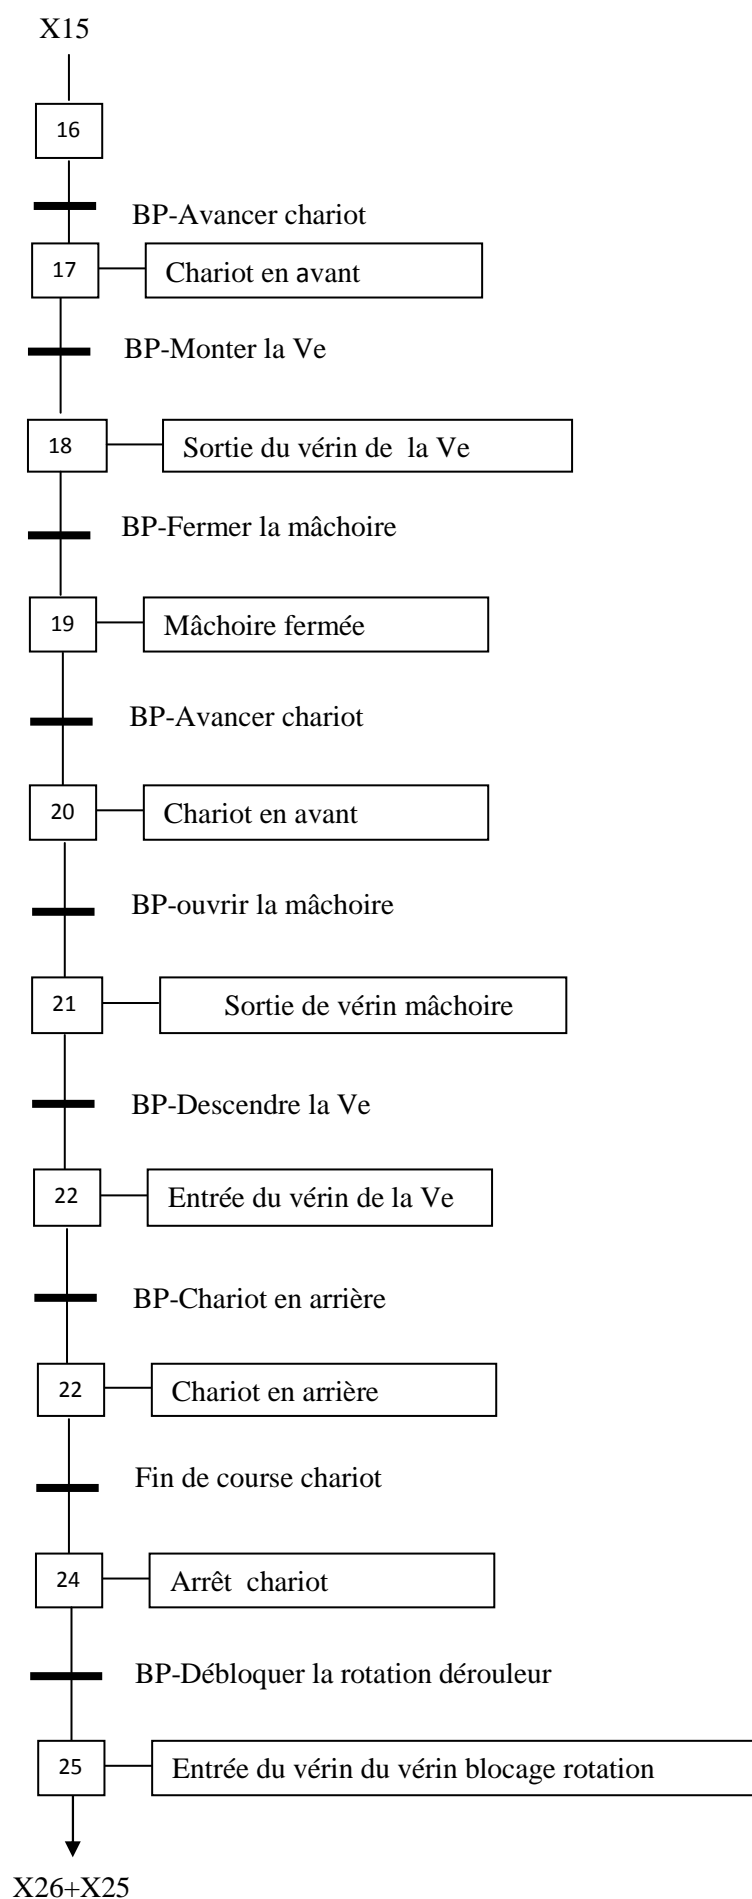 X15
16
BP-Avancer chariot
17 Chariot en avant
BP-Monter la Ve
18 Sortie du vérin de la Ve
BP-Fermer la mâchoire
19 Mâchoire fermée
BP-Avancer chariot
20 Chariot en avant
BP-ouvrir la mâchoire
21 Sortie de vérin mâchoire
BP-Descendre la Ve
22 Entrée du vérin de la Ve
BP-Chariot en arrière
22 Chariot en arrière
Fin de course chariot
24 Arrêt chariot
BP-Débloquer la rotation dérouleur
25 Entrée du vérin du vérin blocage rotation
X26+X25